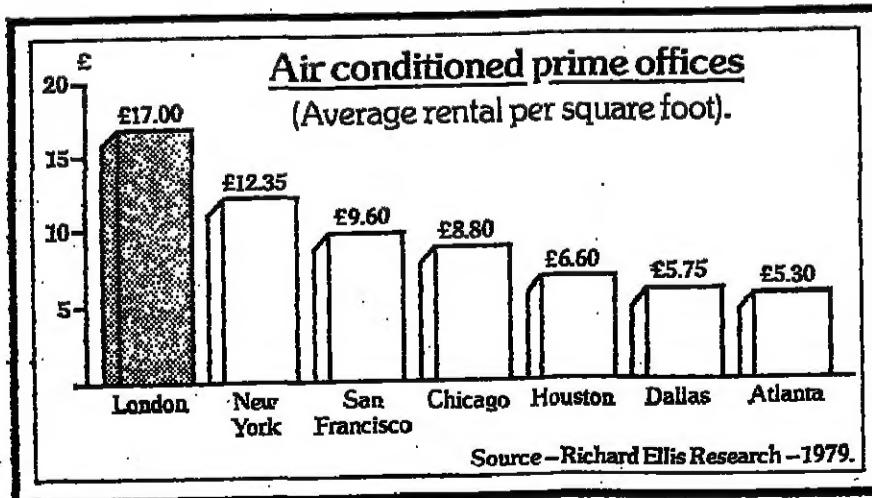 Air conditioned prime offices
(Average rental per square foot).
£
20
15
10
5
£17.00
£12.35
£9.60
£8.80
£6.60
£5.75
£5.30
London
New York
San Francisco
Chicago
Houston
Dallas
Atlanta
Source – Richard Ellis Research – 1979.